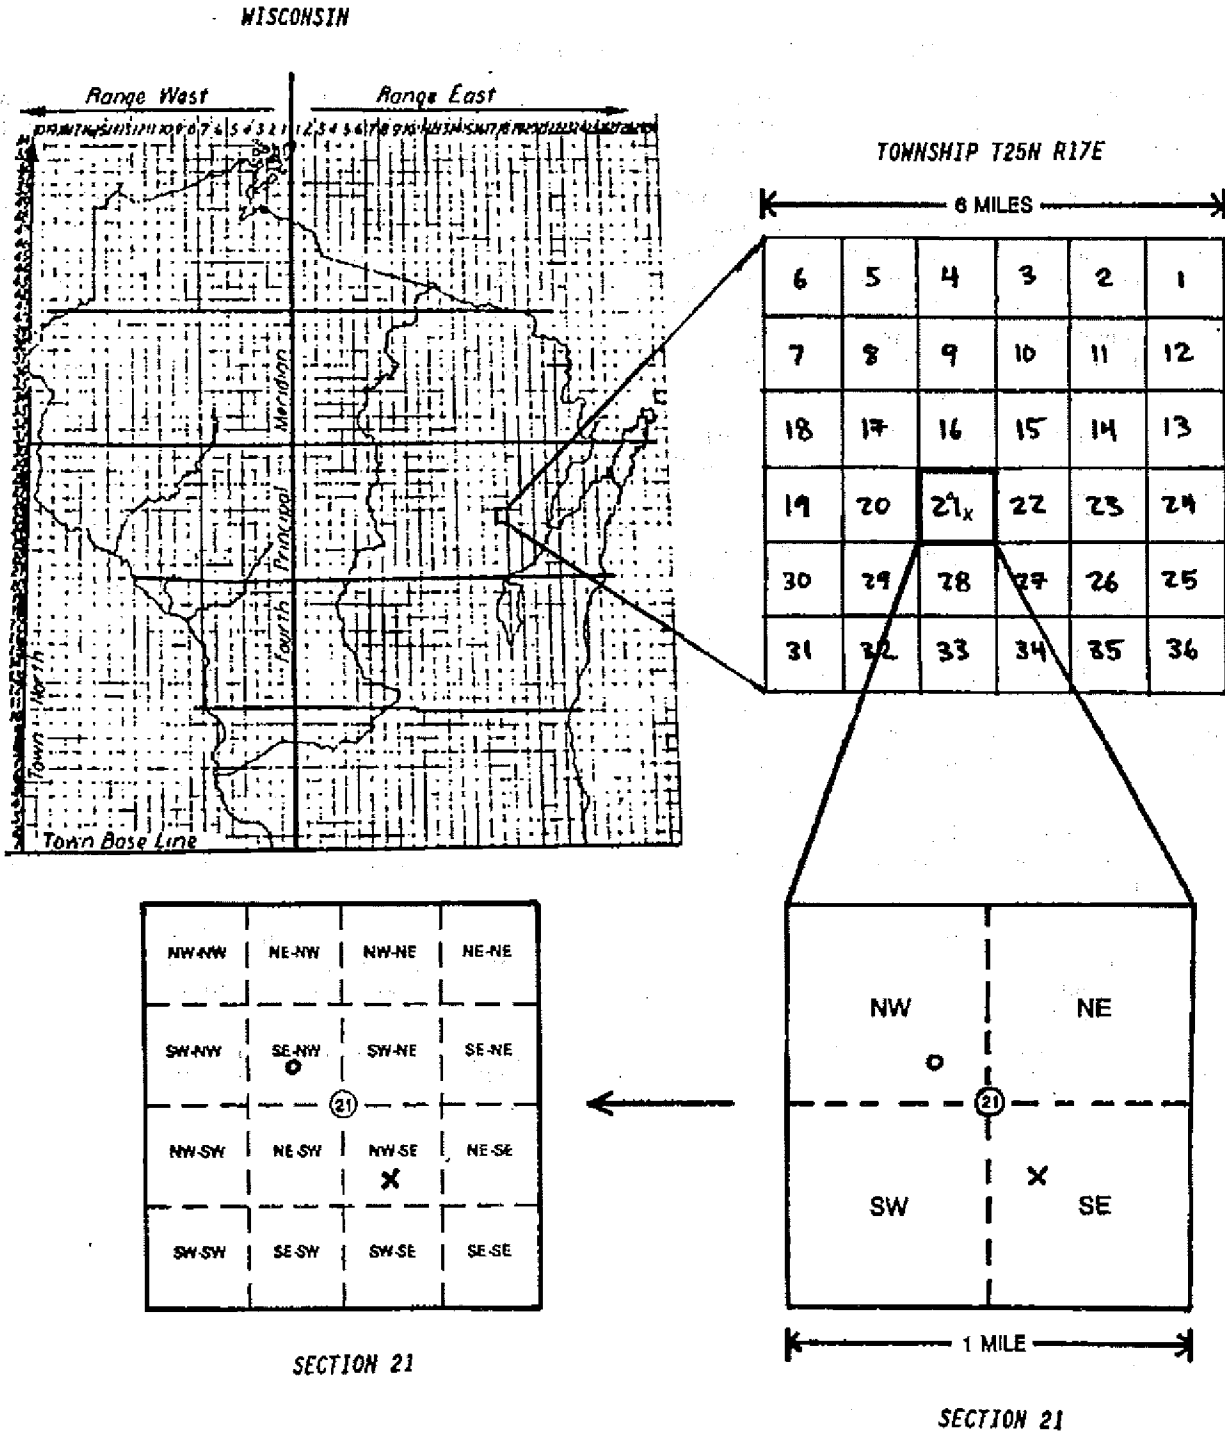 WISCONSIN
Range West
Range East
Fourth Principal Meridian
Town North
Town Base Line
TOWNSHIP T25N R17E
6 MILES
6 5 4 3 2 1
7 8 9 10 11 12
18 17 16 15 14 13
19 20 21 x 22 23 24
30 29 28 27 26 25
31 32 33 34 35 36
NW-NW NE-NW NW-NE NE-NE
SW-NW SE-NW SW-NE SE-NE
o
21
NW-SW NE-SW NW-SE NE-SE
X
SW-SW SE-SW SW-SE SE-SE
SECTION 21
NW NE
o
21
X
SW SE
1 MILE
SECTION 21